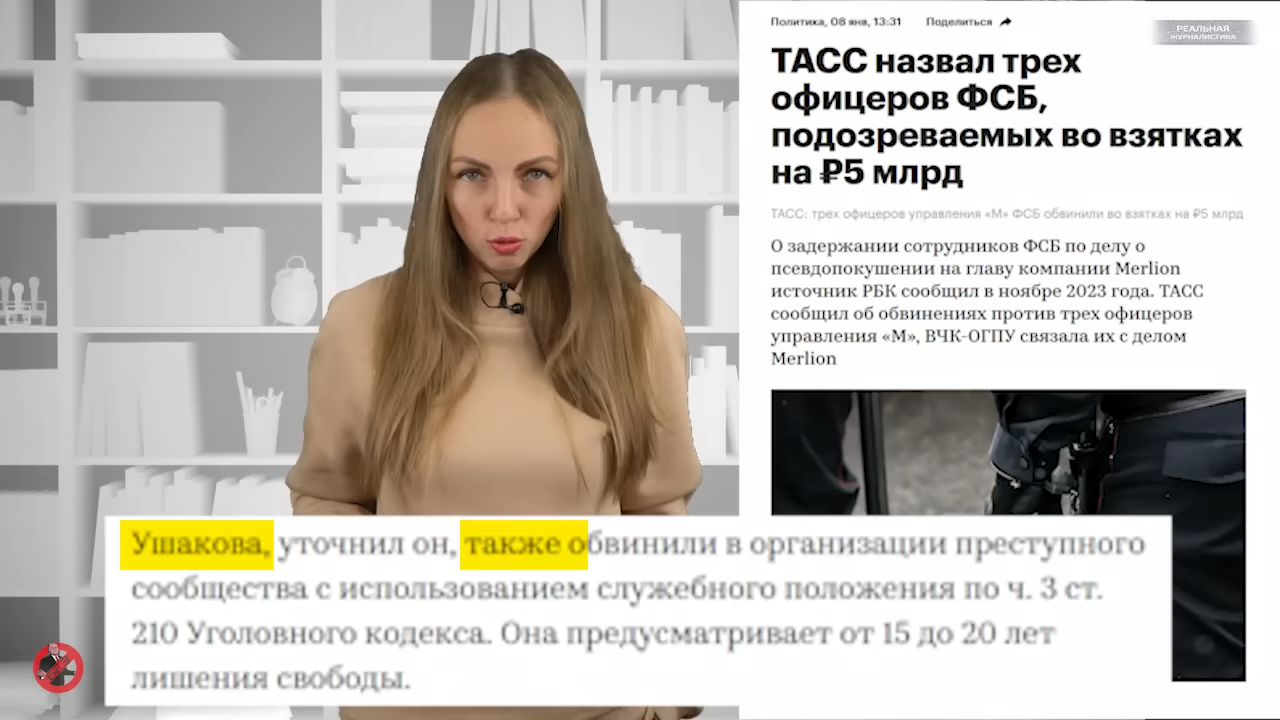 Политика, 08 янв, 13:31 Поделиться
РЕАЛЬНАЯ
ЖУРНАЛИСТИКА
ТАСС назвал трех
офицеров ФСБ,
подозреваемых во взятках
на ₽5 млрд
ТАСС: трех офицеров управления «М» ФСБ обвинили во взятках на ₽5 млрд
О задержании сотрудников ФСБ по делу о
псевдопокушении на главу компании Merlion
источник РБК сообщил в ноябре 2023 года. ТАСС
сообщил об обвинениях против трех офицеров
управления «М», ВЧК-ОГПУ связала их с делом
Merlion
Ушакова, уточнил он, также обвинили в организации преступного
сообщества с использованием служебного положения по ч. 3 ст.
210 Уголовного кодекса. Она предусматривает от 15 до 20 лет
лишения свободы.